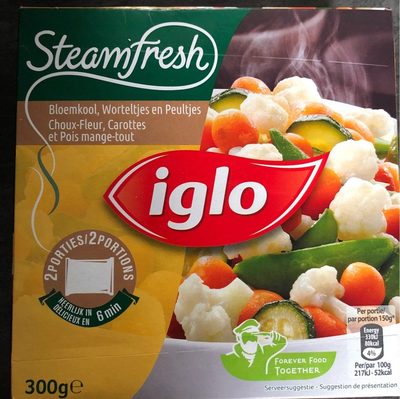 Steamfresh
Bloemkool, Worteltjes en Peultjes
Choux-Fleur, Carottes
et Pois mange-tout
iglo
2 PORTIES/2 PORTIONS
HEERLIJK IN
DELICIEUX EN 6 min
Per portie/
par portion 150g*
Energy
330kJ
80kcal
4%
Per/par 100g
217kJ - 52kcal
FOREVER FOOD
TOGETHER
300g℮
Serveersuggestie - Suggestion de présentation